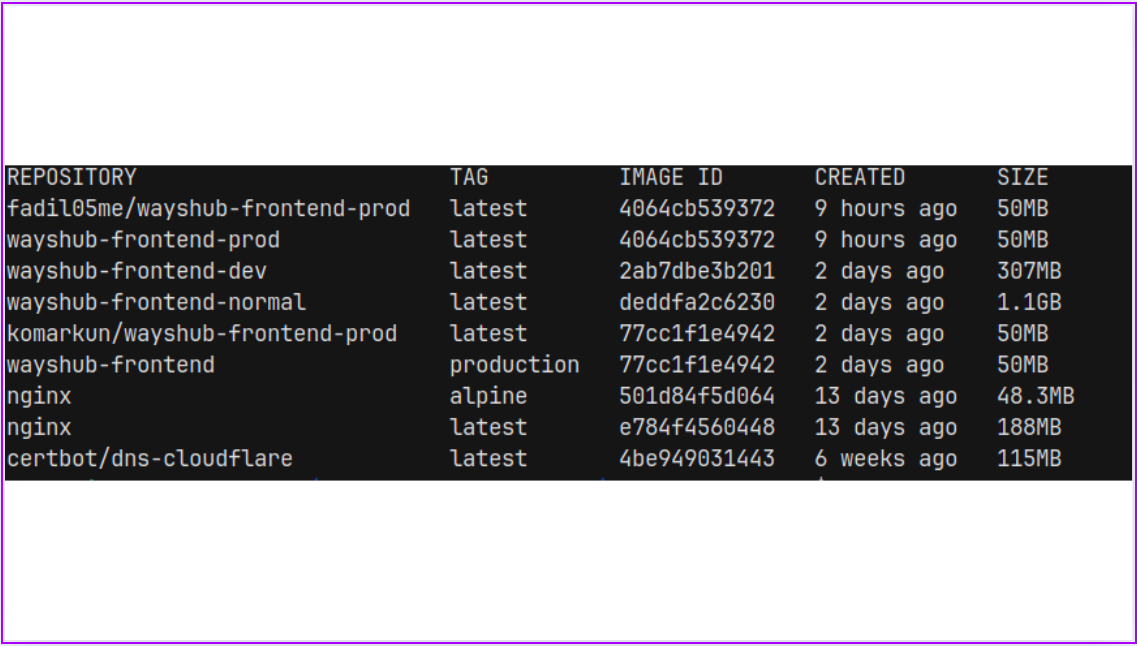 REPOSITORY TAG IMAGE ID CREATED SIZE
fadil05me/wayshub-frontend-prod latest 4064cb539372 9 hours ago 50MB
wayshub-frontend-prod latest 4064cb539372 9 hours ago 50MB
wayshub-frontend-dev latest 2ab7dbe3b201 2 days ago 307MB
wayshub-frontend-normal latest deddfa2c6230 2 days ago 1.1GB
komarkun/wayshub-frontend-prod latest 77cc1f1e4942 2 days ago 50MB
wayshub-frontend production 77cc1f1e4942 2 days ago 50MB
nginx alpine 501d84f5d064 13 days ago 48.3MB
nginx latest e784f4560448 13 days ago 188MB
certbot/dns-cloudflare latest 4be949031443 6 weeks ago 115MB